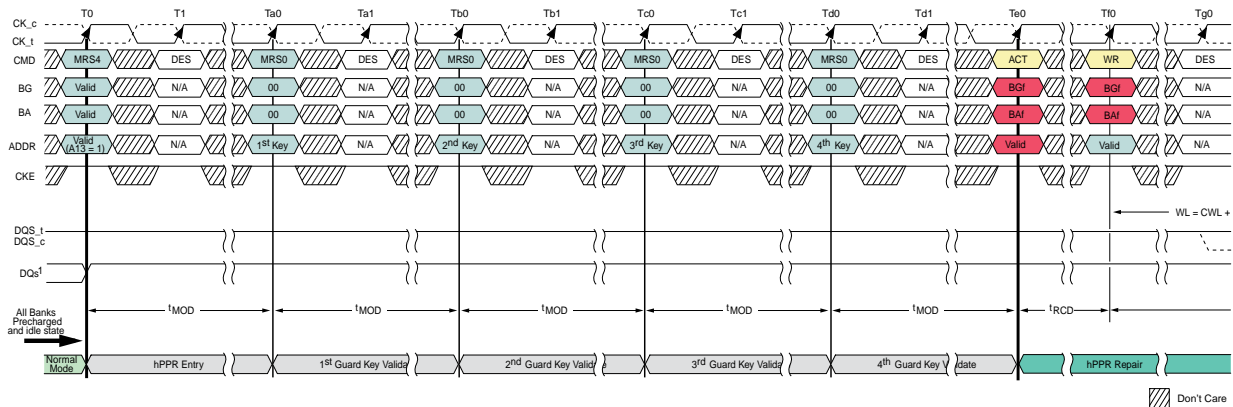 T0 T1 Ta0 Ta1 Tb0 Tb1 Tc0 Tc1 Td0 Td1 Te0 Tf0 Tg0
CK_c
CK_t
CMD MRS4 DES MRS0 DES MRS0 DES MRS0 DES MRS0 DES ACT WR DES
BG Valid N/A 00 N/A 00 N/A 00 N/A 00 N/A BGf BGf N/A
BA Valid N/A 00 N/A 00 N/A 00 N/A 00 N/A BAf BAf N/A
ADDR Valid (A13 = 1) N/A 1st Key N/A 2nd Key N/A 3rd Key N/A 4th Key N/A Valid Valid N/A
CKE
WL = CWL +
DQS_t
DQS_c
DQs1
tMOD tMOD tMOD tMOD tMOD tRCD
All Banks
Precharged
and idle state
Normal Mode hPPR Entry 1st Guard Key Valida 2nd Guard Key Valid e 3rd Guard Key Valida 4th Guard Key V date hPPR Repair
Don't Care